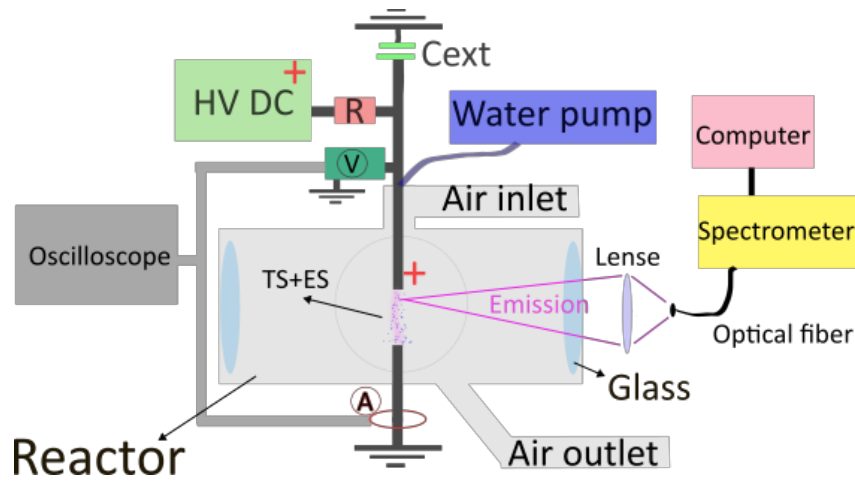 Cext
+
HV DC
R
Water pump
Computer
V
Air inlet
Spectrometer
Oscilloscope
TS+ES
+
Lense
Emission
Optical fiber
Glass
A
Reactor
Air outlet